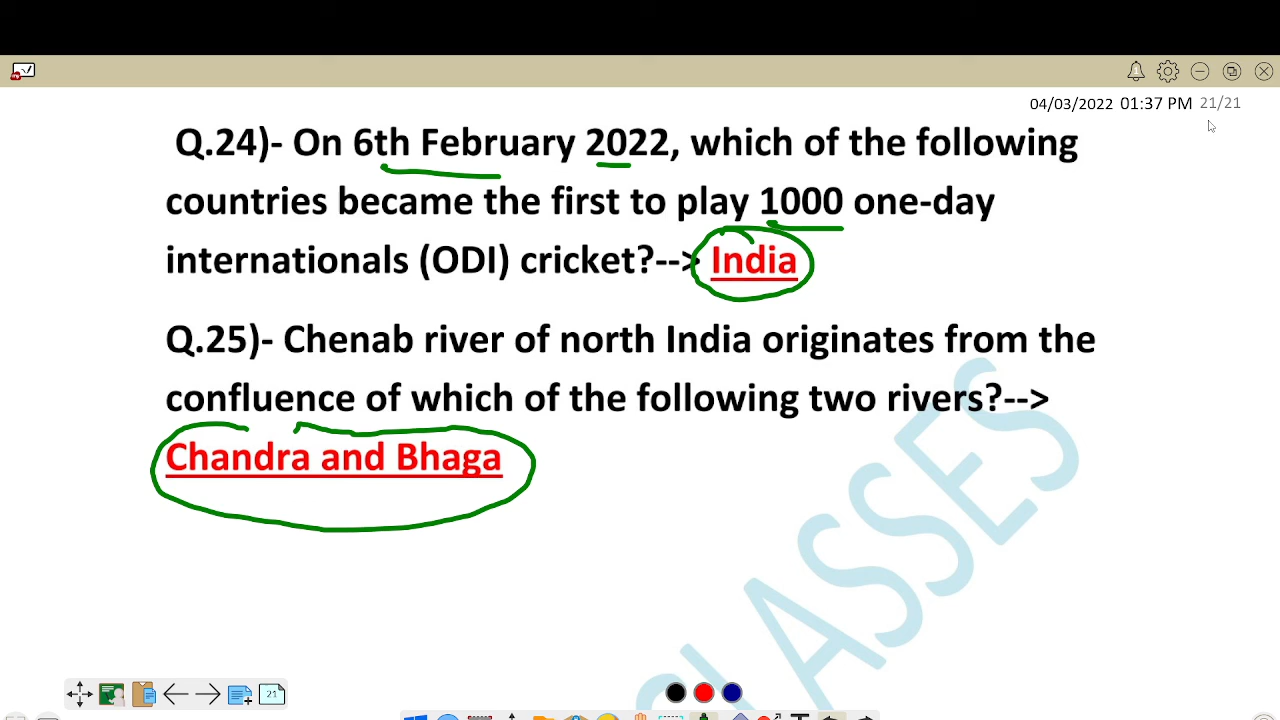 04/03/2022 01:37 PM 21/21
Q.24)- On 6th February 2022, which of the following
countries became the first to play 1000 one-day
internationals (ODI) cricket?--> India
Q.25)- Chenab river of north India originates from the
confluence of which of the following two rivers?-->
Chandra and Bhaga
CLASSES
21